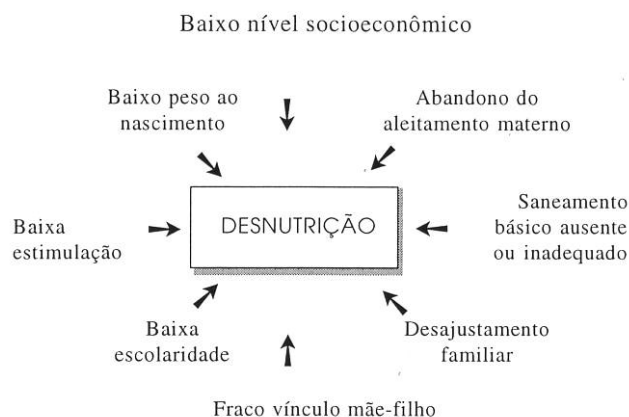 Baixo nível socioeconômico
Baixo peso ao
nascimento
Abandono do
aleitamento materno
Baixa
estimulação
DESNUTRIÇÃO
Saneamento
básico ausente
ou inadequado
Baixa
escolaridade
Desajustamento
familiar
Fraco vínculo mãe-filho